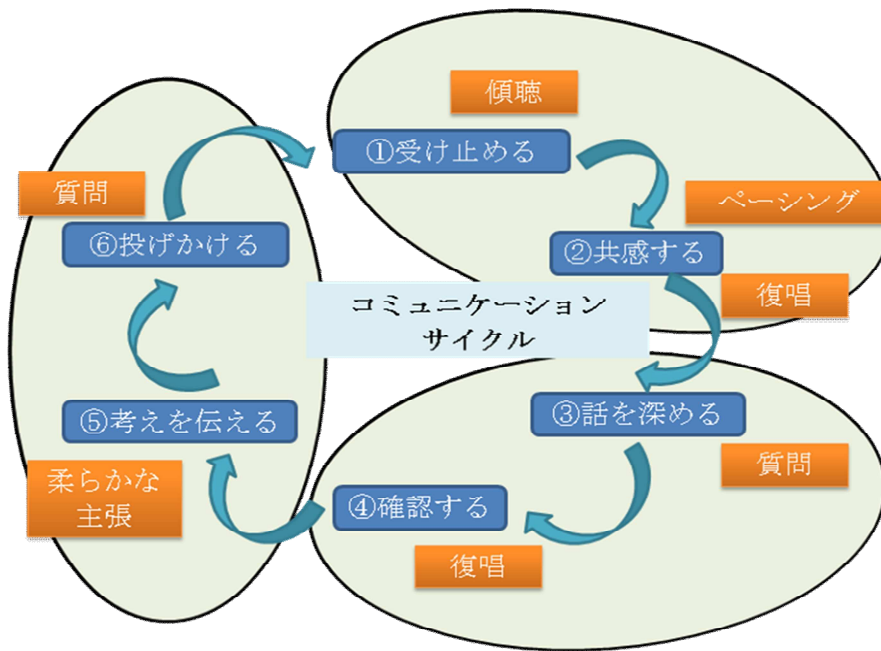 傾聴
①受け止める
ペーシング
②共感する
復唱
コミュニケーション
サイクル
③話を深める
質問
④確認する
復唱
⑤考えを伝える
柔らかな
主張
質問
⑥投げかける